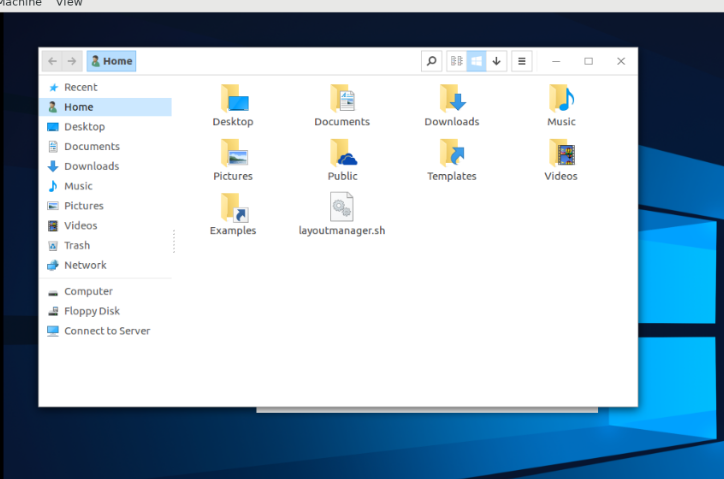 Machine View
Home
Recent
Home
Desktop
Documents
Downloads
Music
Pictures
Videos
Trash
Network
Computer
Floppy Disk
Connect to Server
Desktop Documents Downloads Music
Pictures Public Templates Videos
Examples layoutmanager.sh